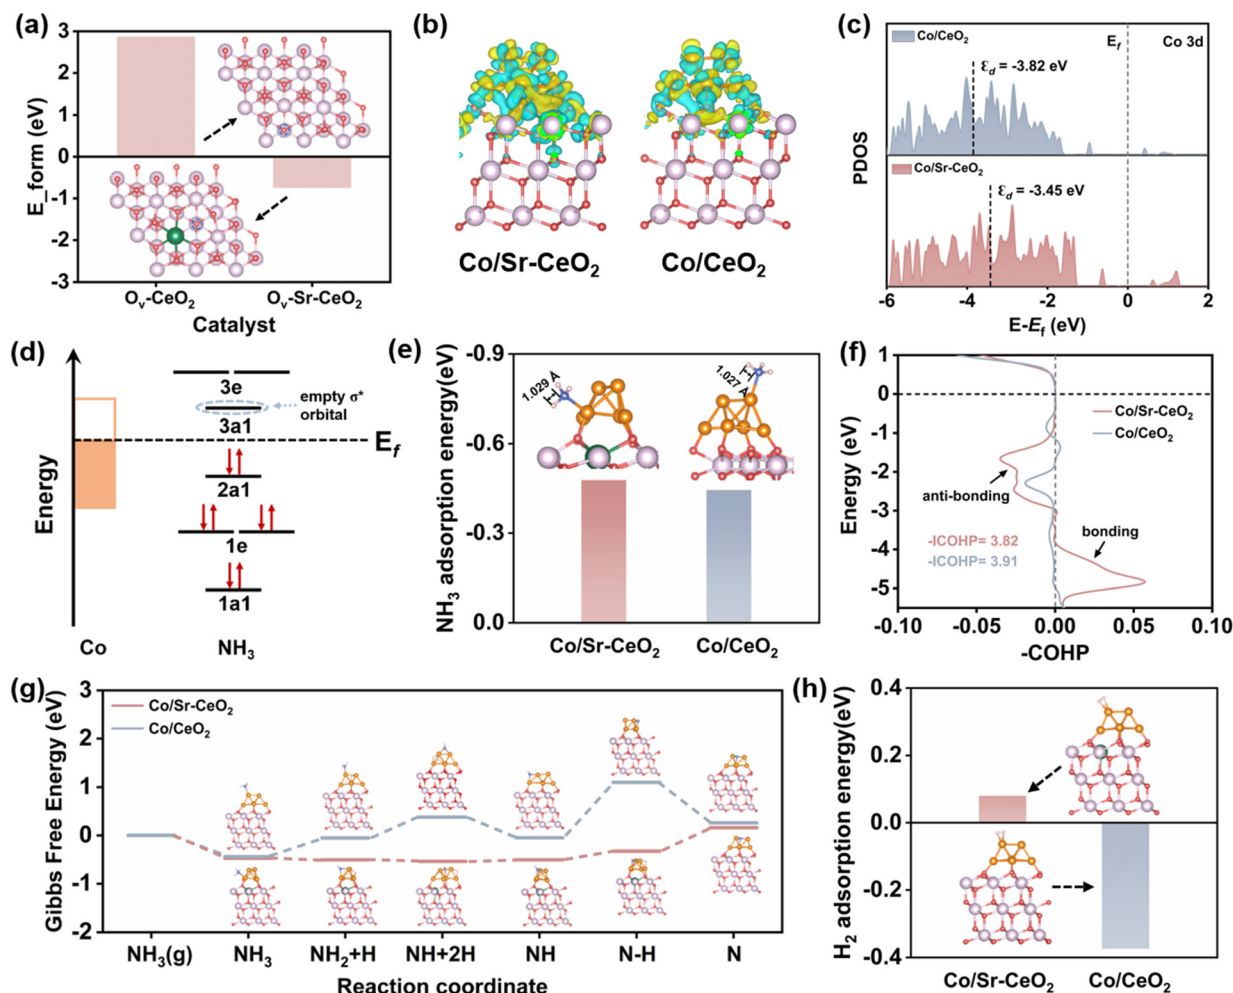 (a)
3
2
1
0
-1
-2
-3
E_form (eV)
Oᵥ-CeO₂
Oᵥ-Sr-CeO₂
Catalyst
(b)
Co/Sr-CeO₂
Co/CeO₂
(c)
Co/CeO₂
E_f
Co 3d
ε_d = -3.82 eV
Co/Sr-CeO₂
ε_d = -3.45 eV
PDOS
-6
-4
-2
0
2
E-E_f (eV)
(d)
Energy
3e
empty σ*
orbital
3a1
E_f
2a1
1e
1a1
Co
NH₃
(e)
-0.9
-0.6
-0.3
0.0
NH₃ adsorption energy(eV)
1.029 Å
1.027 Å
Co/Sr-CeO₂
Co/CeO₂
(f)
1
0
-1
-2
-3
-4
-5
Energy (eV)
Co/Sr-CeO₂
Co/CeO₂
anti-bonding
bonding
-ICOHP= 3.82
-ICOHP= 3.91
-0.10
-0.05
0.00
0.05
0.10
-COHP
(g)
3
2
1
0
-1
-2
Gibbs Free Energy (eV)
Co/Sr-CeO₂
Co/CeO₂
NH₃(g)
NH₃
NH₂+H
NH+2H
NH
N-H
N
Reaction coordinate
(h)
0.4
0.2
0.0
-0.2
-0.4
H₂ adsorption energy(eV)
Co/Sr-CeO₂
Co/CeO₂